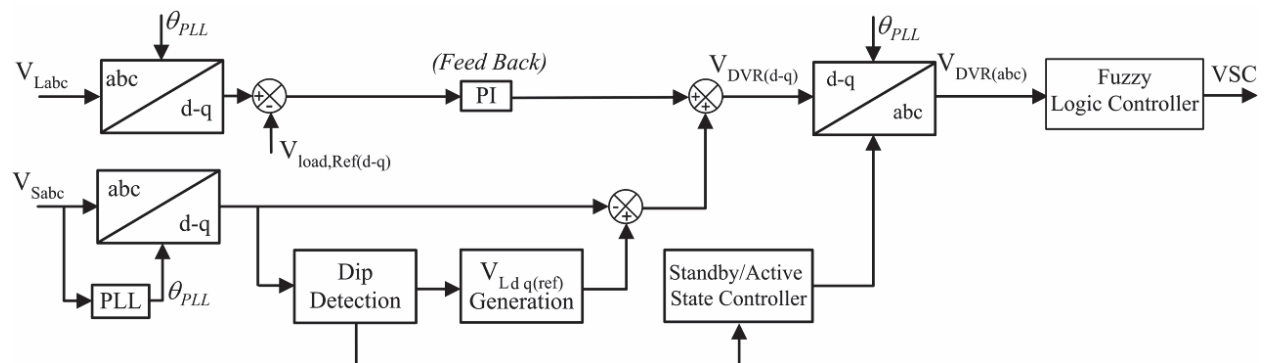 θPLL
VLabc
abc
d-q
+
-
Vload,Ref(d-q)
(Feed Back)
PI
+
+
VDVR(d-q)
θPLL
d-q
abc
VDVR(abc)
Fuzzy
Logic Controller
VSC
VSabc
abc
d-q
PLL
θPLL
-
+
Dip
Detection
VLd q(ref)
Generation
Standby/Active
State Controller